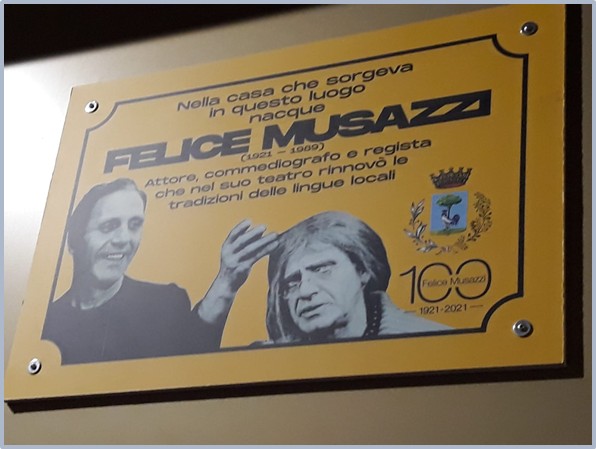 Nella casa che sorgeva
in questo luogo
nacque
FELICE MUSAZZI
(1921 – 1989)
Attore, commediografo e regista
che nel suo teatro rinnovò le
tradizioni delle lingue locali
100
Felice Musazzi
1921-2021